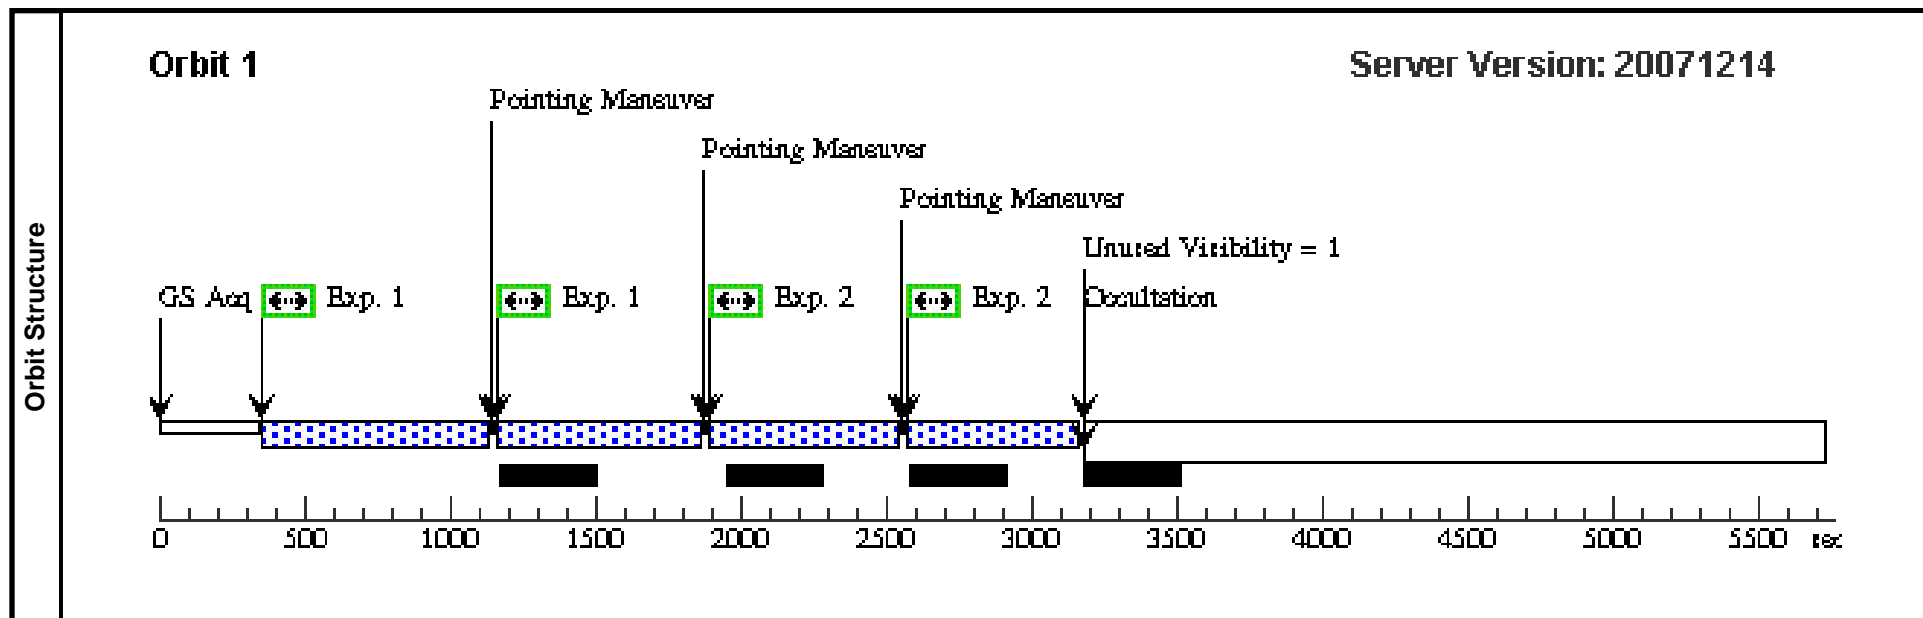 Orbit Structure
Orbit 1
Server Version: 20071214
Pointing Maneuver
Pointing Maneuver
Pointing Maneuver
Unused Visibility = 1
GS Acq Exp. 1 Exp. 1 Exp. 2 Exp. 2 Occultation
0 500 1000 1500 2000 2500 3000 3500 4000 4500 5000 5500 sec